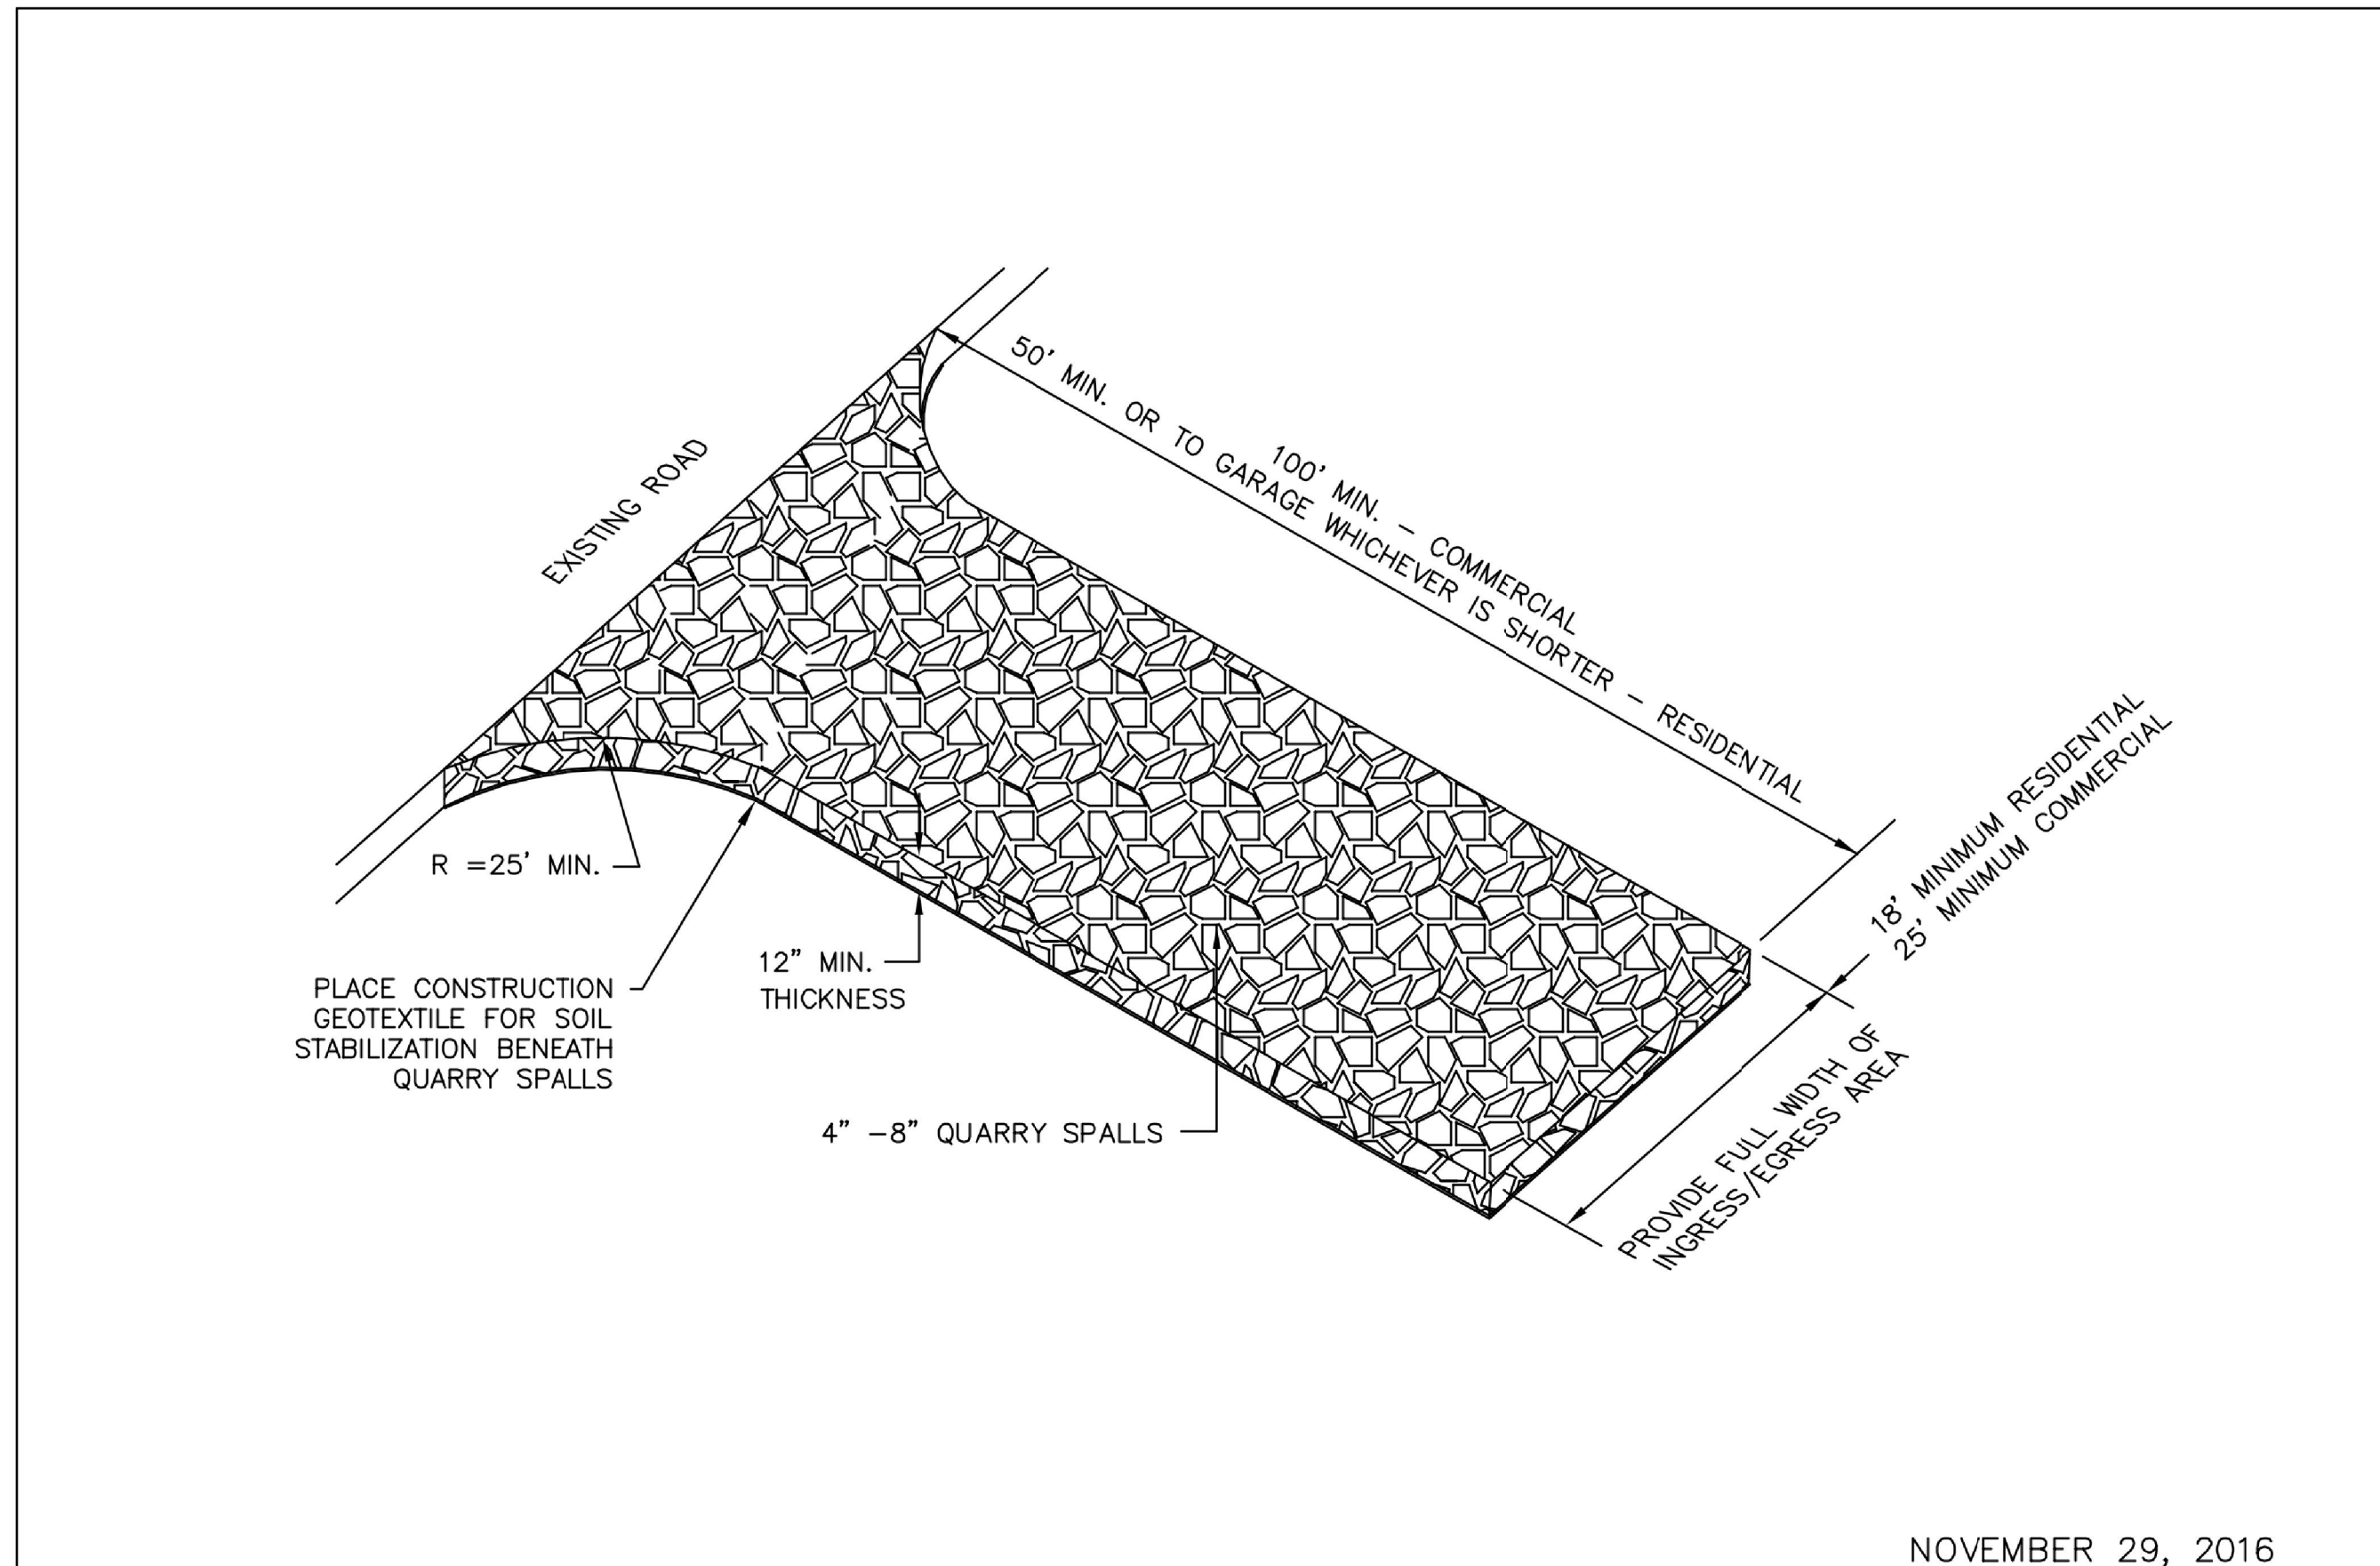 EXISTING ROAD
100' MIN. – COMMERCIAL
50' MIN. OR TO GARAGE WHICHEVER IS SHORTER – RESIDENTIAL
18' MINIMUM RESIDENTIAL
25' MINIMUM COMMERCIAL
R =25' MIN.
12" MIN.
THICKNESS
PLACE CONSTRUCTION
GEOTEXTILE FOR SOIL
STABILIZATION BENEATH
QUARRY SPALLS
4" –8" QUARRY SPALLS
PROVIDE FULL WIDTH OF
INGRESS/EGRESS AREA
NOVEMBER 29, 2016